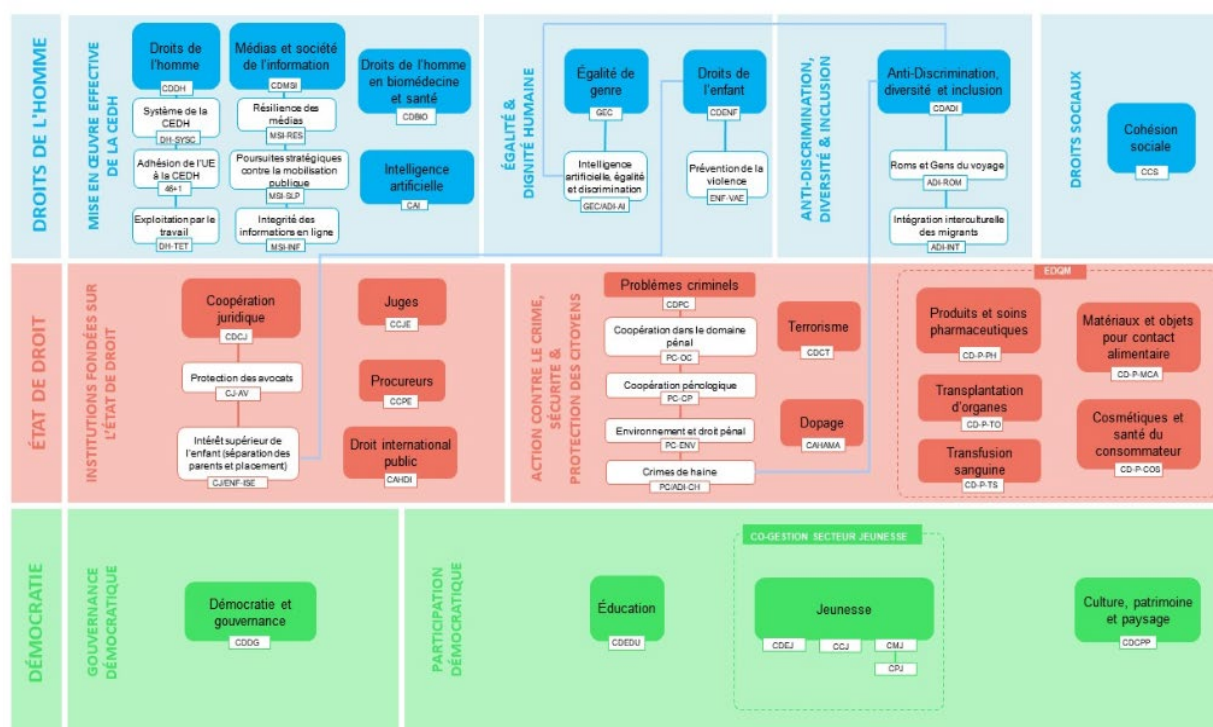 DROITS DE L'HOMME
MISE EN ŒUVRE EFFECTIVE
DE LA CEDH
Droits de
l'homme
CDDH
Système de la
CEDH
DH-SYSC
Adhésion de l'UE
à la CEDH
46+1
Exploitation par le
travail
DH-TET
Médias et société
de l'information
CDMSI
Résilience des
médias
MSI-RES
Poursuites stratégiques
contre la mobilisation
publique
MSI-SLP
Integrité des
informations en ligne
MSI-INF
Droits de l'homme
en biomédecine
et santé
CDBIO
Intelligence
artificielle
CAI
ÉGALITÉ &
DIGNITÉ HUMAINE
Égalité de
genre
GEC
Intelligence
artificielle, égalité
et discrimination
GEC/ADI-AI
Droits de
l'enfant
CDENF
Prévention de la
violence
ENF-VAE
ANTI-DISCRIMINATION,
DIVERSITÉ & INCLUSION
Anti-Discrimination,
diversité et inclusion
CDADI
Roms et Gens du voyage
ADI-ROM
Intégration interculturelle
des migrants
ADI-INT
DROITS SOCIAUX
Cohésion
sociale
CCS
ÉTAT DE DROIT
INSTITUTIONS FONDÉES SUR
L'ÉTAT DE DROIT
Coopération
juridique
CDCJ
Protection des avocats
CJ-AV
Intérêt supérieur de
l'enfant (séparation des
parents et placement)
CJ/ENF-ISE
Juges
CCJE
Procureurs
CCPE
Droit international
public
CAHDI
ACTION CONTRE LE CRIME,
SÉCURITE &
PROTECTION DES CITOYENS
Problèmes criminels
CDPC
Coopération dans le domaine
pénal
PC-OC
Coopération pénologique
PC-CP
Environnement et droit pénal
PC-ENV
Crimes de haine
PC/ADI-CH
Terrorisme
CDCT
Dopage
CAHAMA
EDQM
Produits et soins
pharmaceutiques
CD-P-PH
Transplantation
d'organes
CD-P-TO
Transfusion
sanguine
CD-P-TS
Matériaux et objets
pour contact
alimentaire
CD-P-MCA
Cosmétiques et
santé du
consommateur
CD-P-COS
DÉMOCRATIE
GOUVERNANCE
DÉMOCRATIQUE
Démocratie et
gouvernance
CDDG
PARTICIPATION
DÉMOCRATIQUE
Éducation
CDEDU
CO-GESTION SECTEUR JEUNESSE
Jeunesse
CDEJ
CCJ
CMJ
CPJ
Culture, patrimoine
et paysage
CDCPP